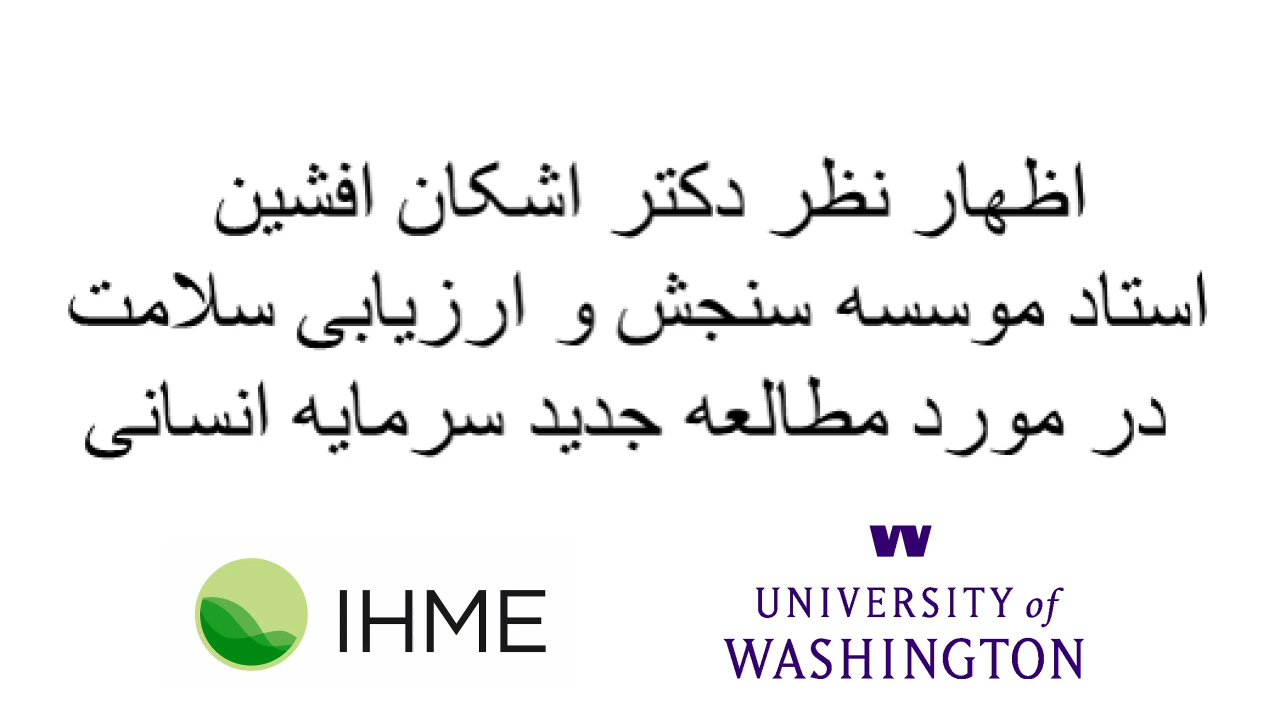 اظهار نظر دکتر اشکان افشین
استاد موسسه سنجش و ارزیابی سلامت
در مورد مطالعه جدید سرمایه انسانی
IHME
W
UNIVERSITY of
WASHINGTON